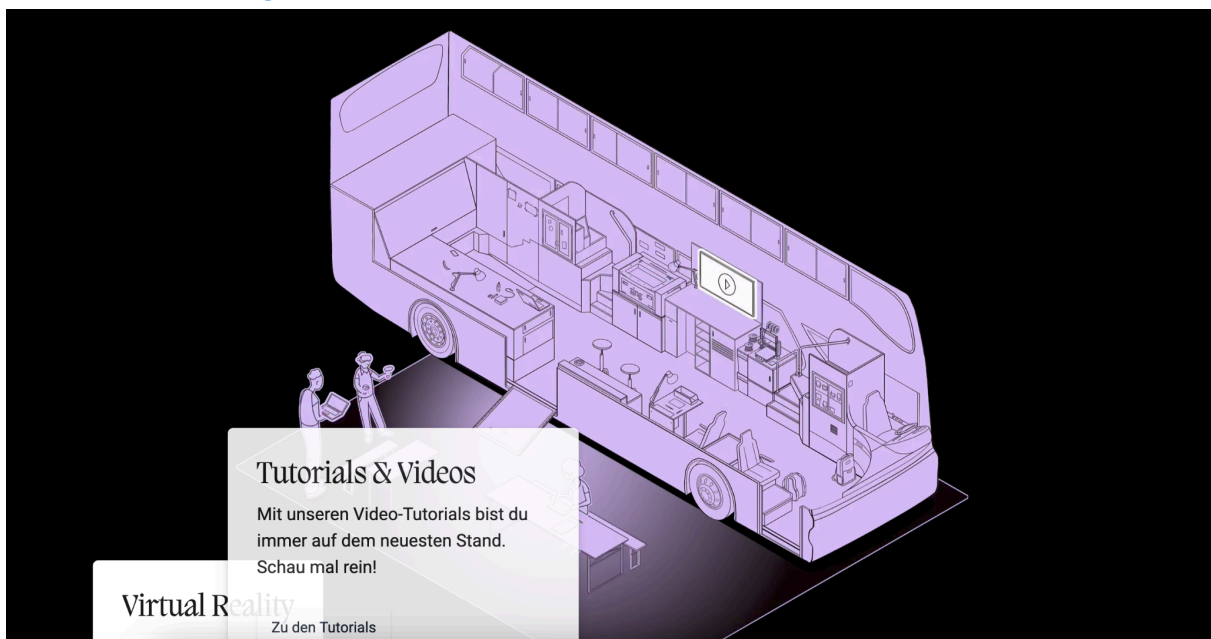 zing
Tutorials & Videos
Mit unseren Video-Tutorials bist du
immer auf dem neuesten Stand.
Schau mal rein!
Zu den Tutorials
Virtual Reality